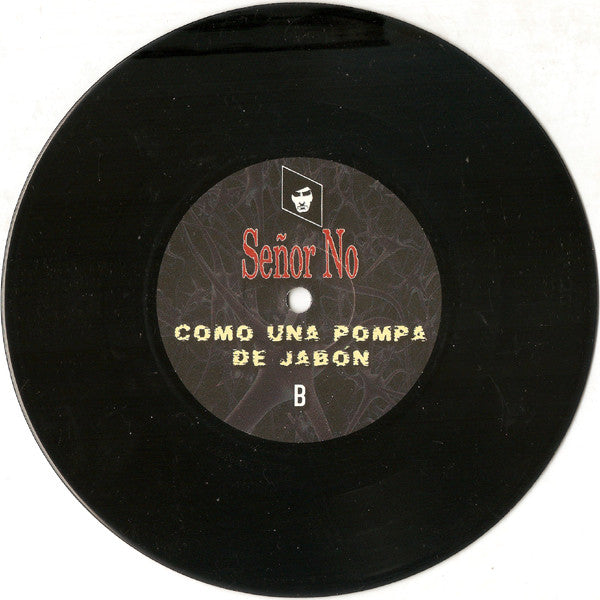 Señor No
COMO UNA POMPA
DE JABÓN
B